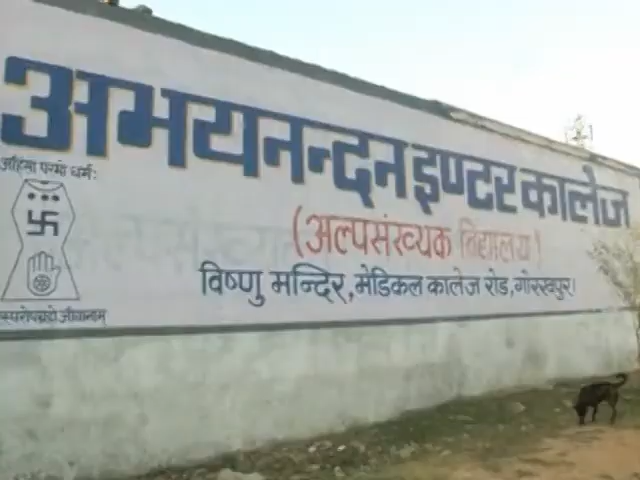 अभयनन्दन इण्टर कालेज
अहिंसा परमो धर्म:
(अल्पसंख्यक विद्यालय)
विष्णु मन्दिर, मेडिकल कालेज रोड, गोरखपुर।
परस्परोपग्रहो जीवानाम्